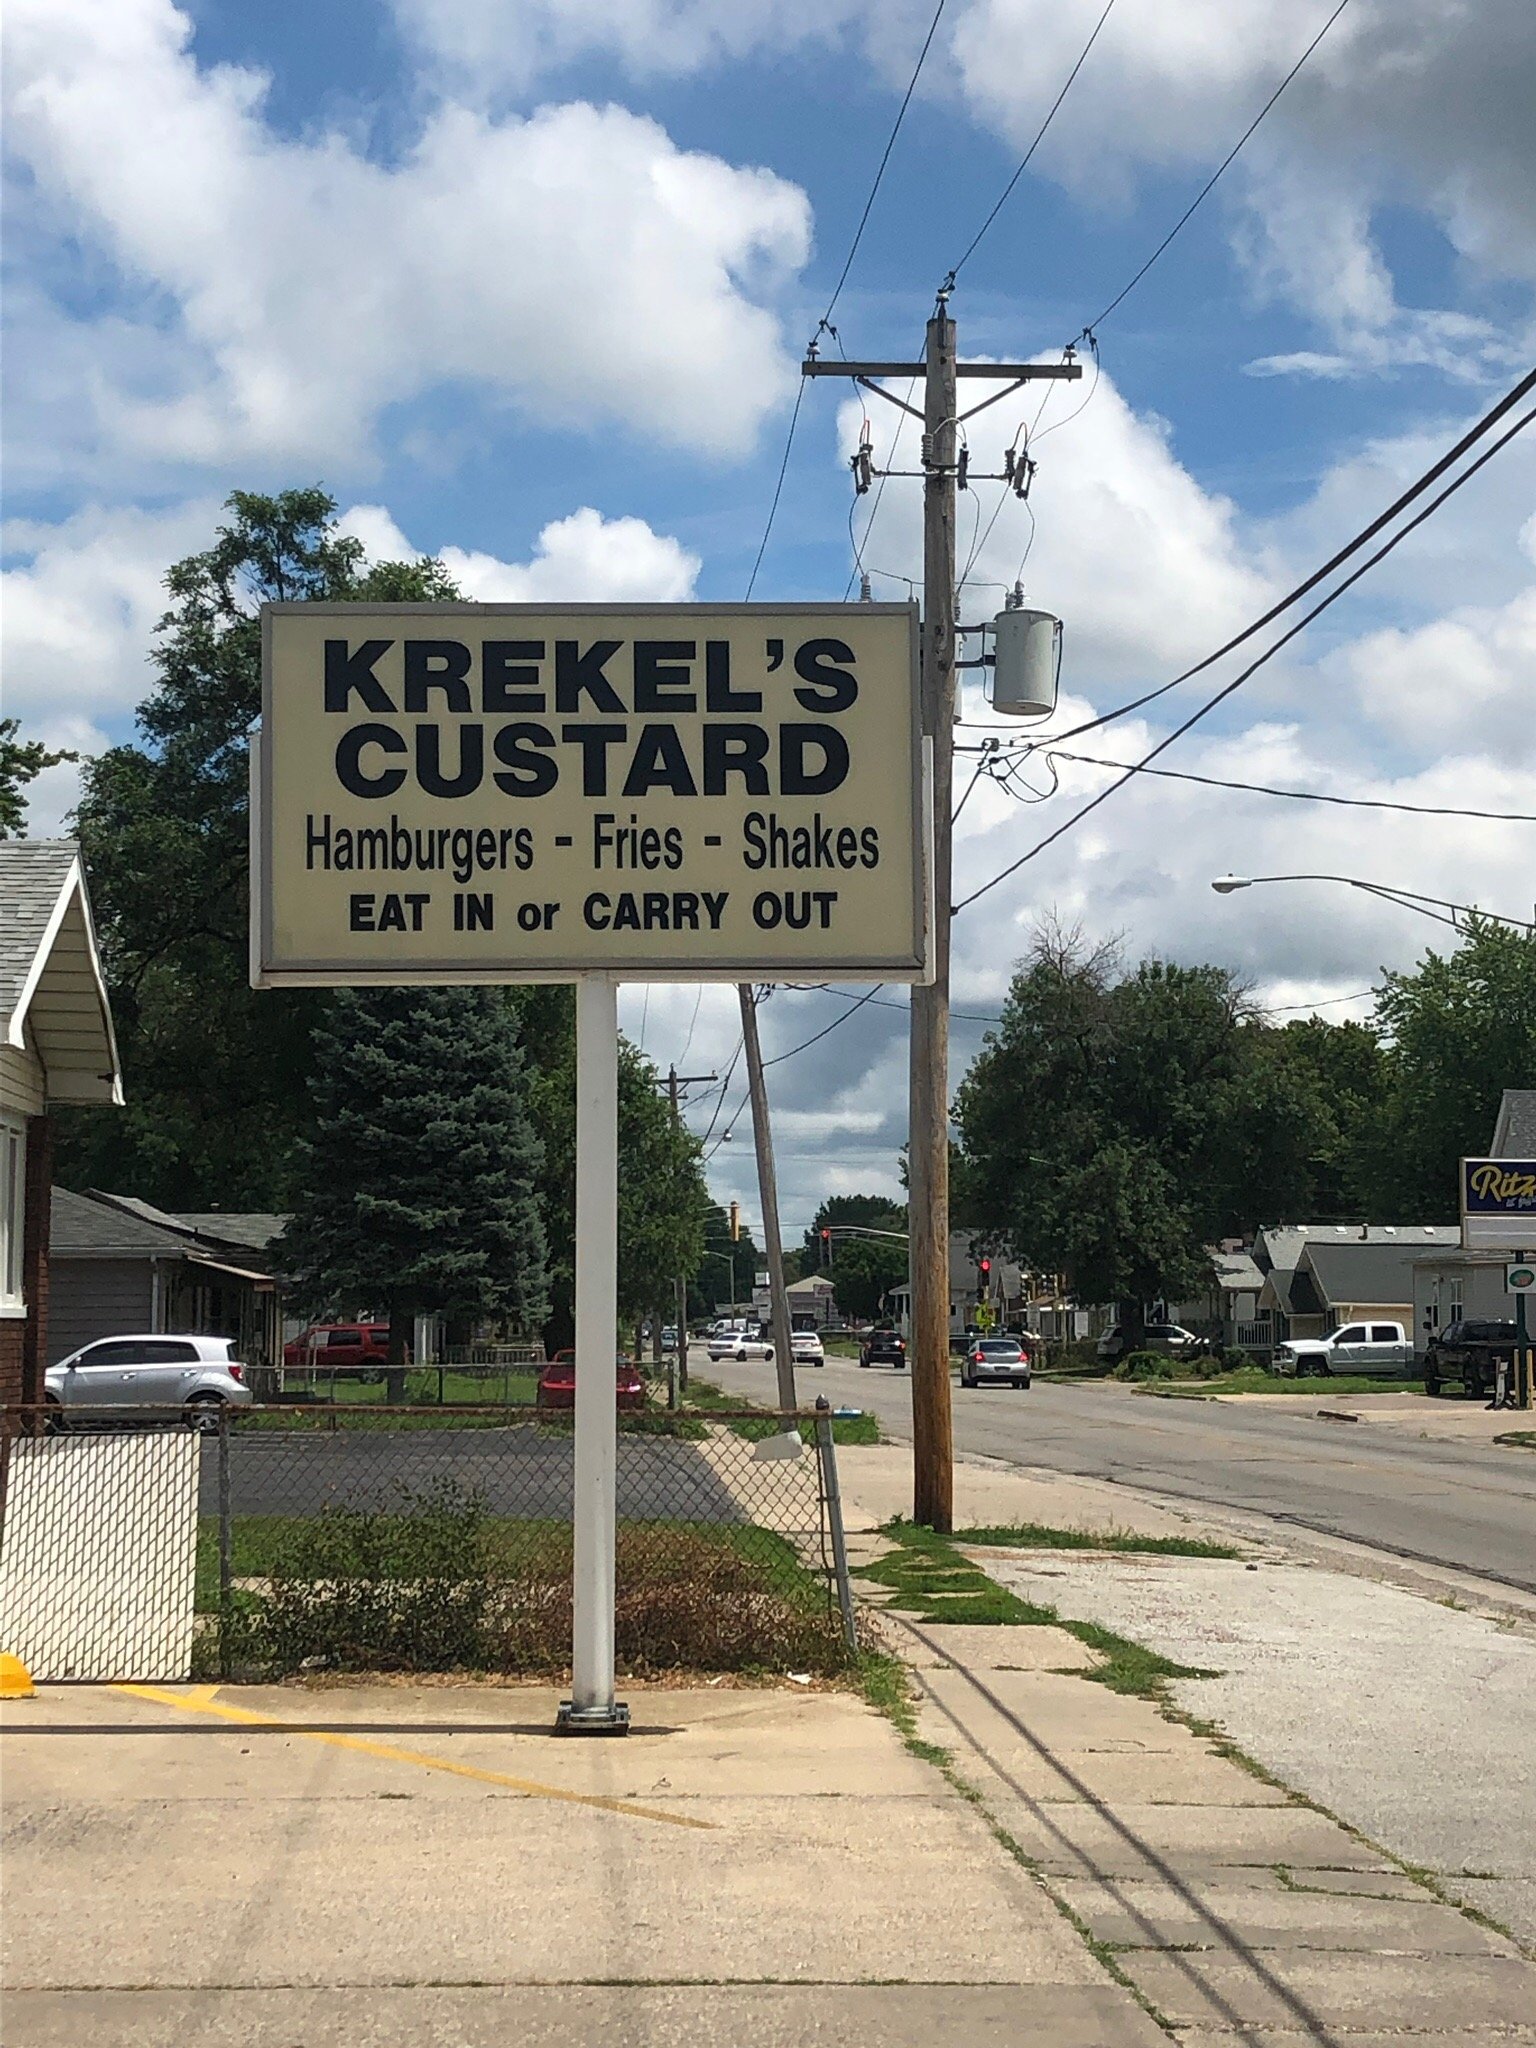 KREKEL'S
CUSTARD
Hamburgers - Fries - Shakes
EAT IN or CARRY OUT